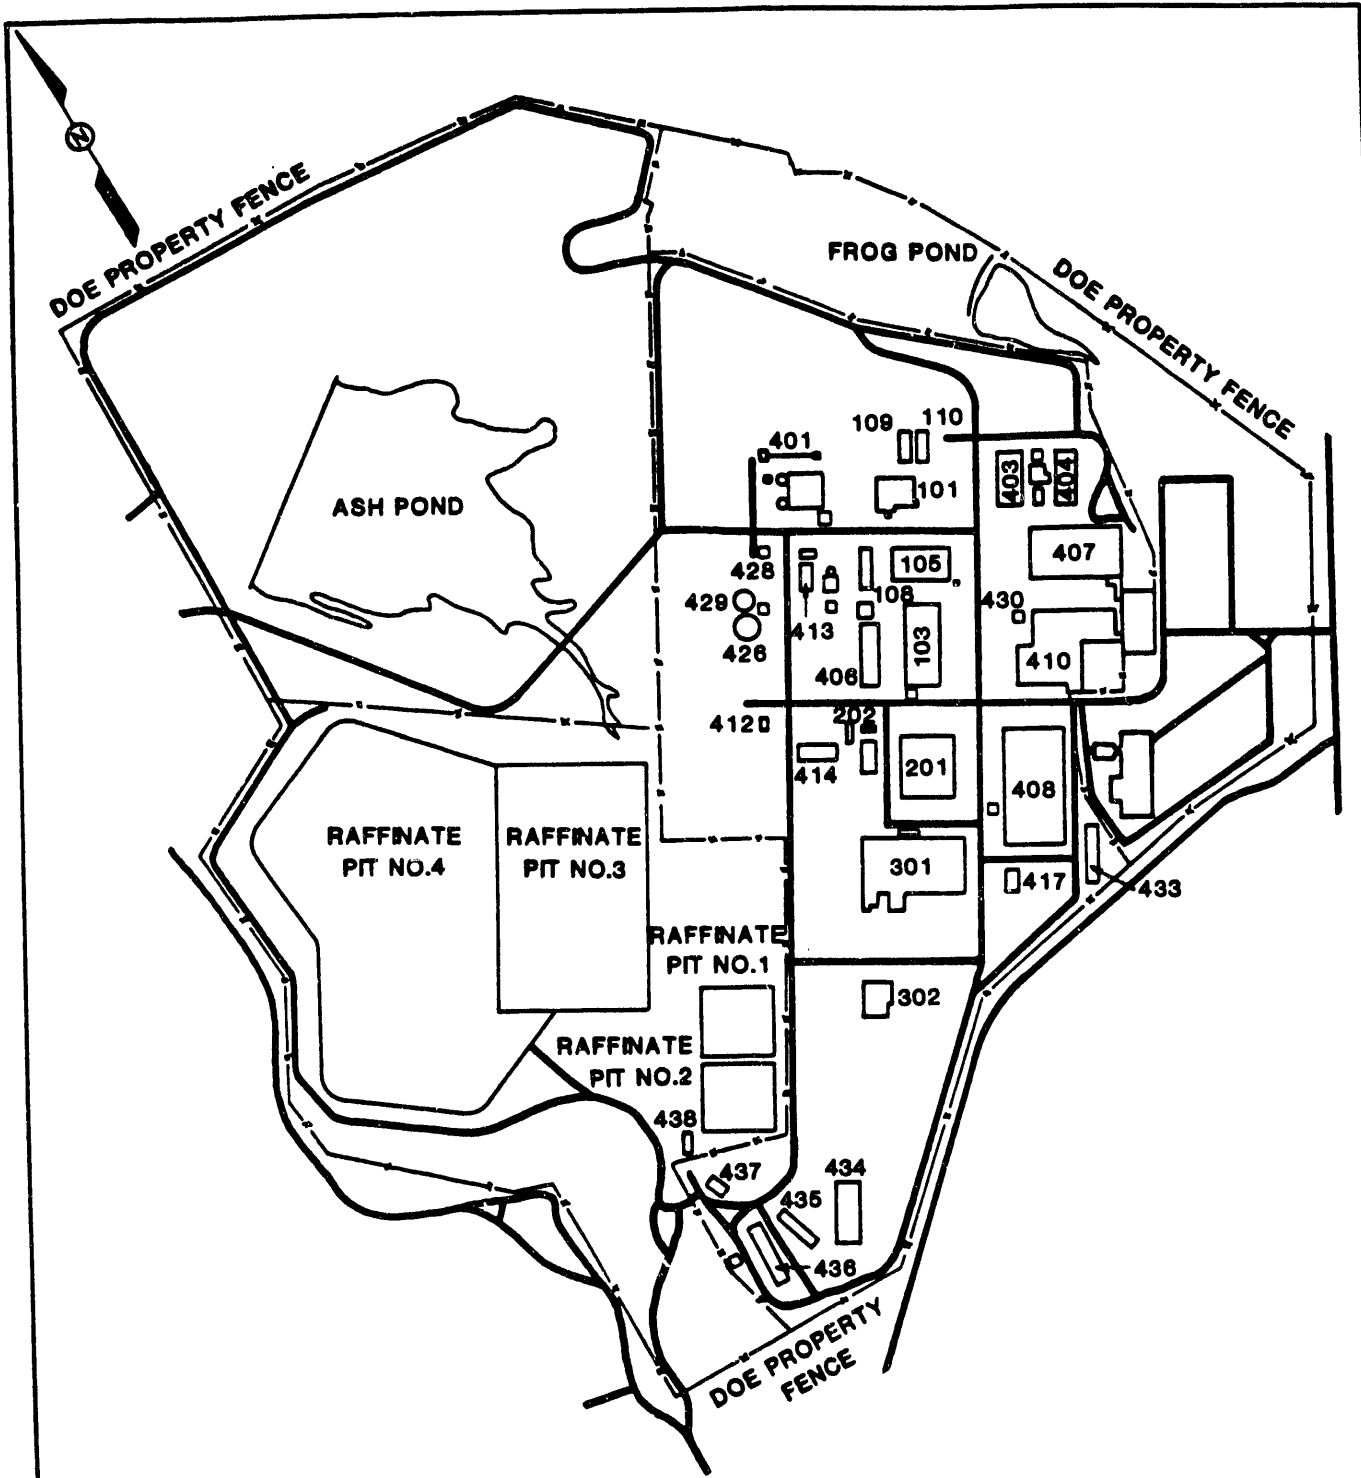 N
DOE PROPERTY FENCE
FROG POND
DOE PROPERTY FENCE
109
110
401
403
404
101
ASH POND
407
105
428
108
429
430
413
103
426
410
406
202
412
414
201
408
RAFFINATE
PIT NO.4
RAFFINATE
PIT NO.3
301
417
433
RAFFINATE
PIT NO.1
302
RAFFINATE
PIT NO.2
438
437
434
435
436
DOE PROPERTY
FENCE